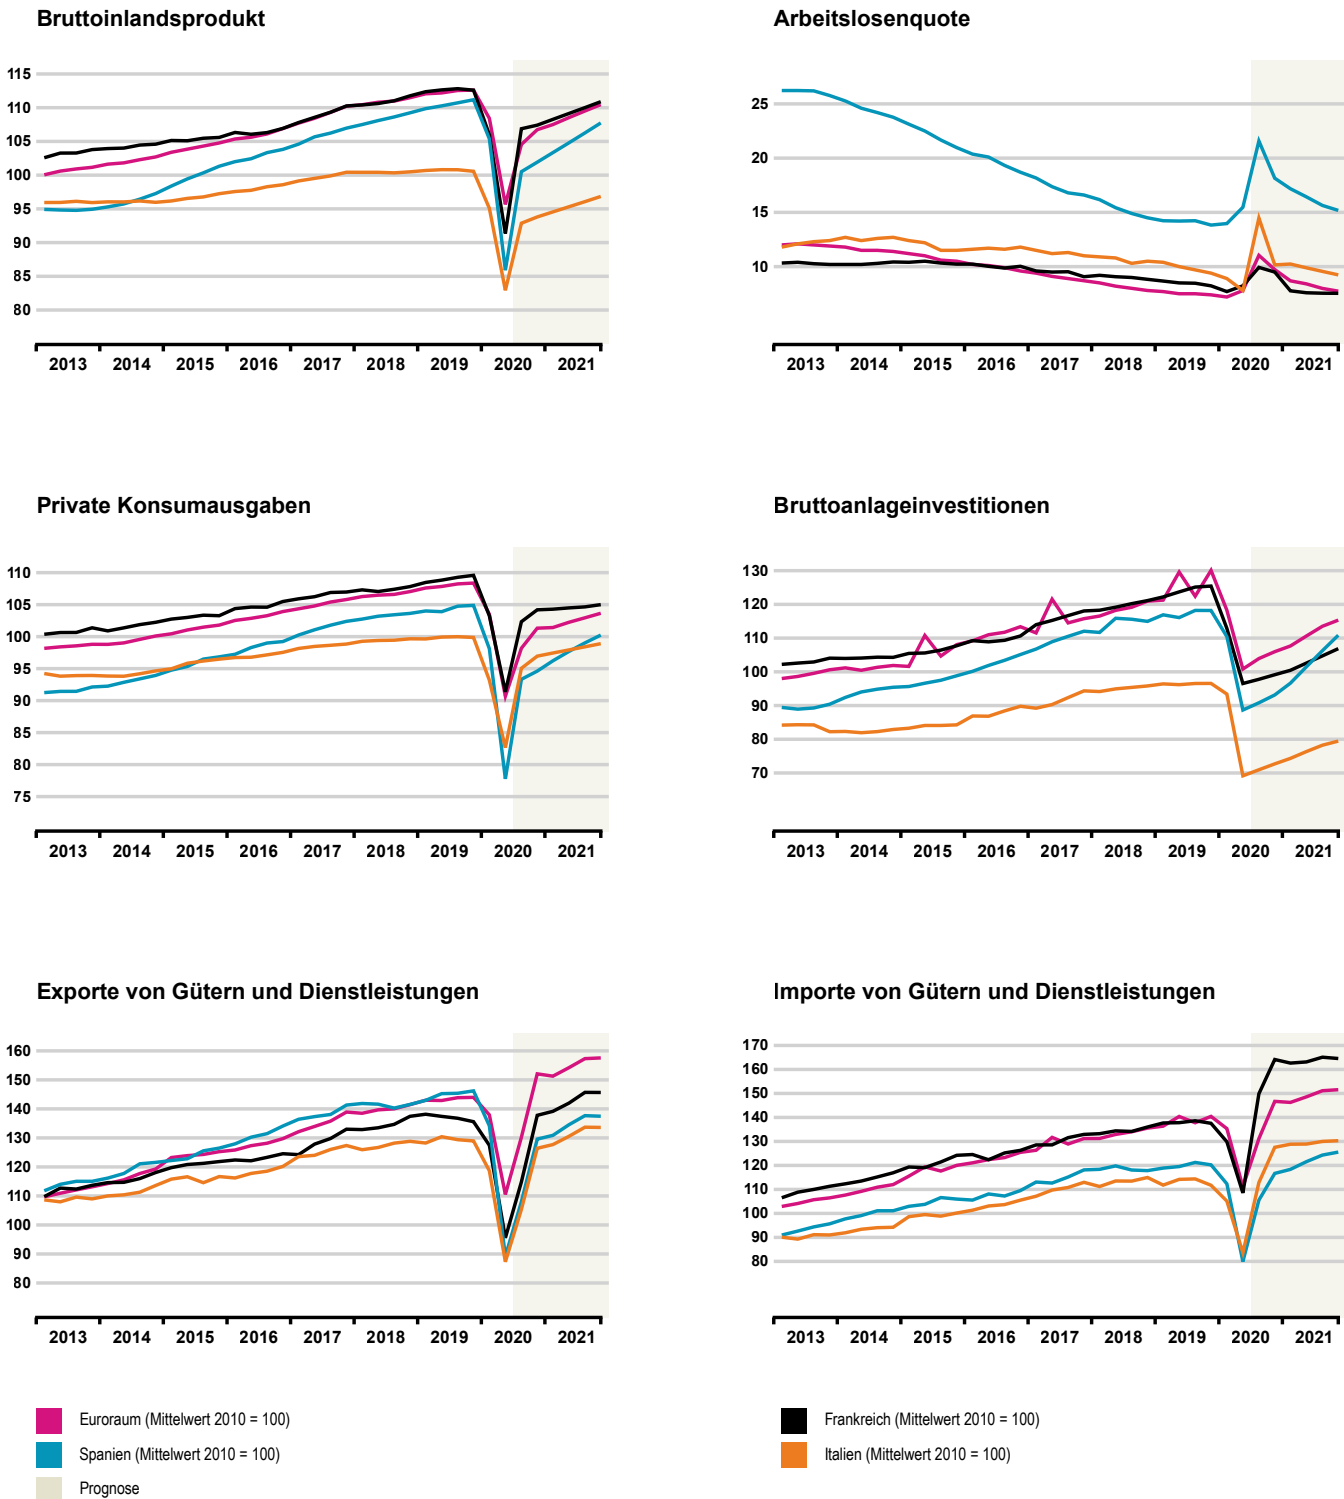 Bruttoinlandsprodukt
115
110
105
100
95
90
85
80
2013 2014 2015 2016 2017 2018 2019 2020 2021
Arbeitslosenquote
25
20
15
10
2013 2014 2015 2016 2017 2018 2019 2020 2021
Private Konsumausgaben
110
105
100
95
90
85
80
75
2013 2014 2015 2016 2017 2018 2019 2020 2021
Bruttoanlageinvestitionen
130
120
110
100
90
80
70
2013 2014 2015 2016 2017 2018 2019 2020 2021
Exporte von Gütern und Dienstleistungen
160
150
140
130
120
110
100
90
80
2013 2014 2015 2016 2017 2018 2019 2020 2021
Importe von Gütern und Dienstleistungen
170
160
150
140
130
120
110
100
90
80
2013 2014 2015 2016 2017 2018 2019 2020 2021
Euroraum (Mittelwert 2010 = 100)
Spanien (Mittelwert 2010 = 100)
Prognose
Frankreich (Mittelwert 2010 = 100)
Italien (Mittelwert 2010 = 100)